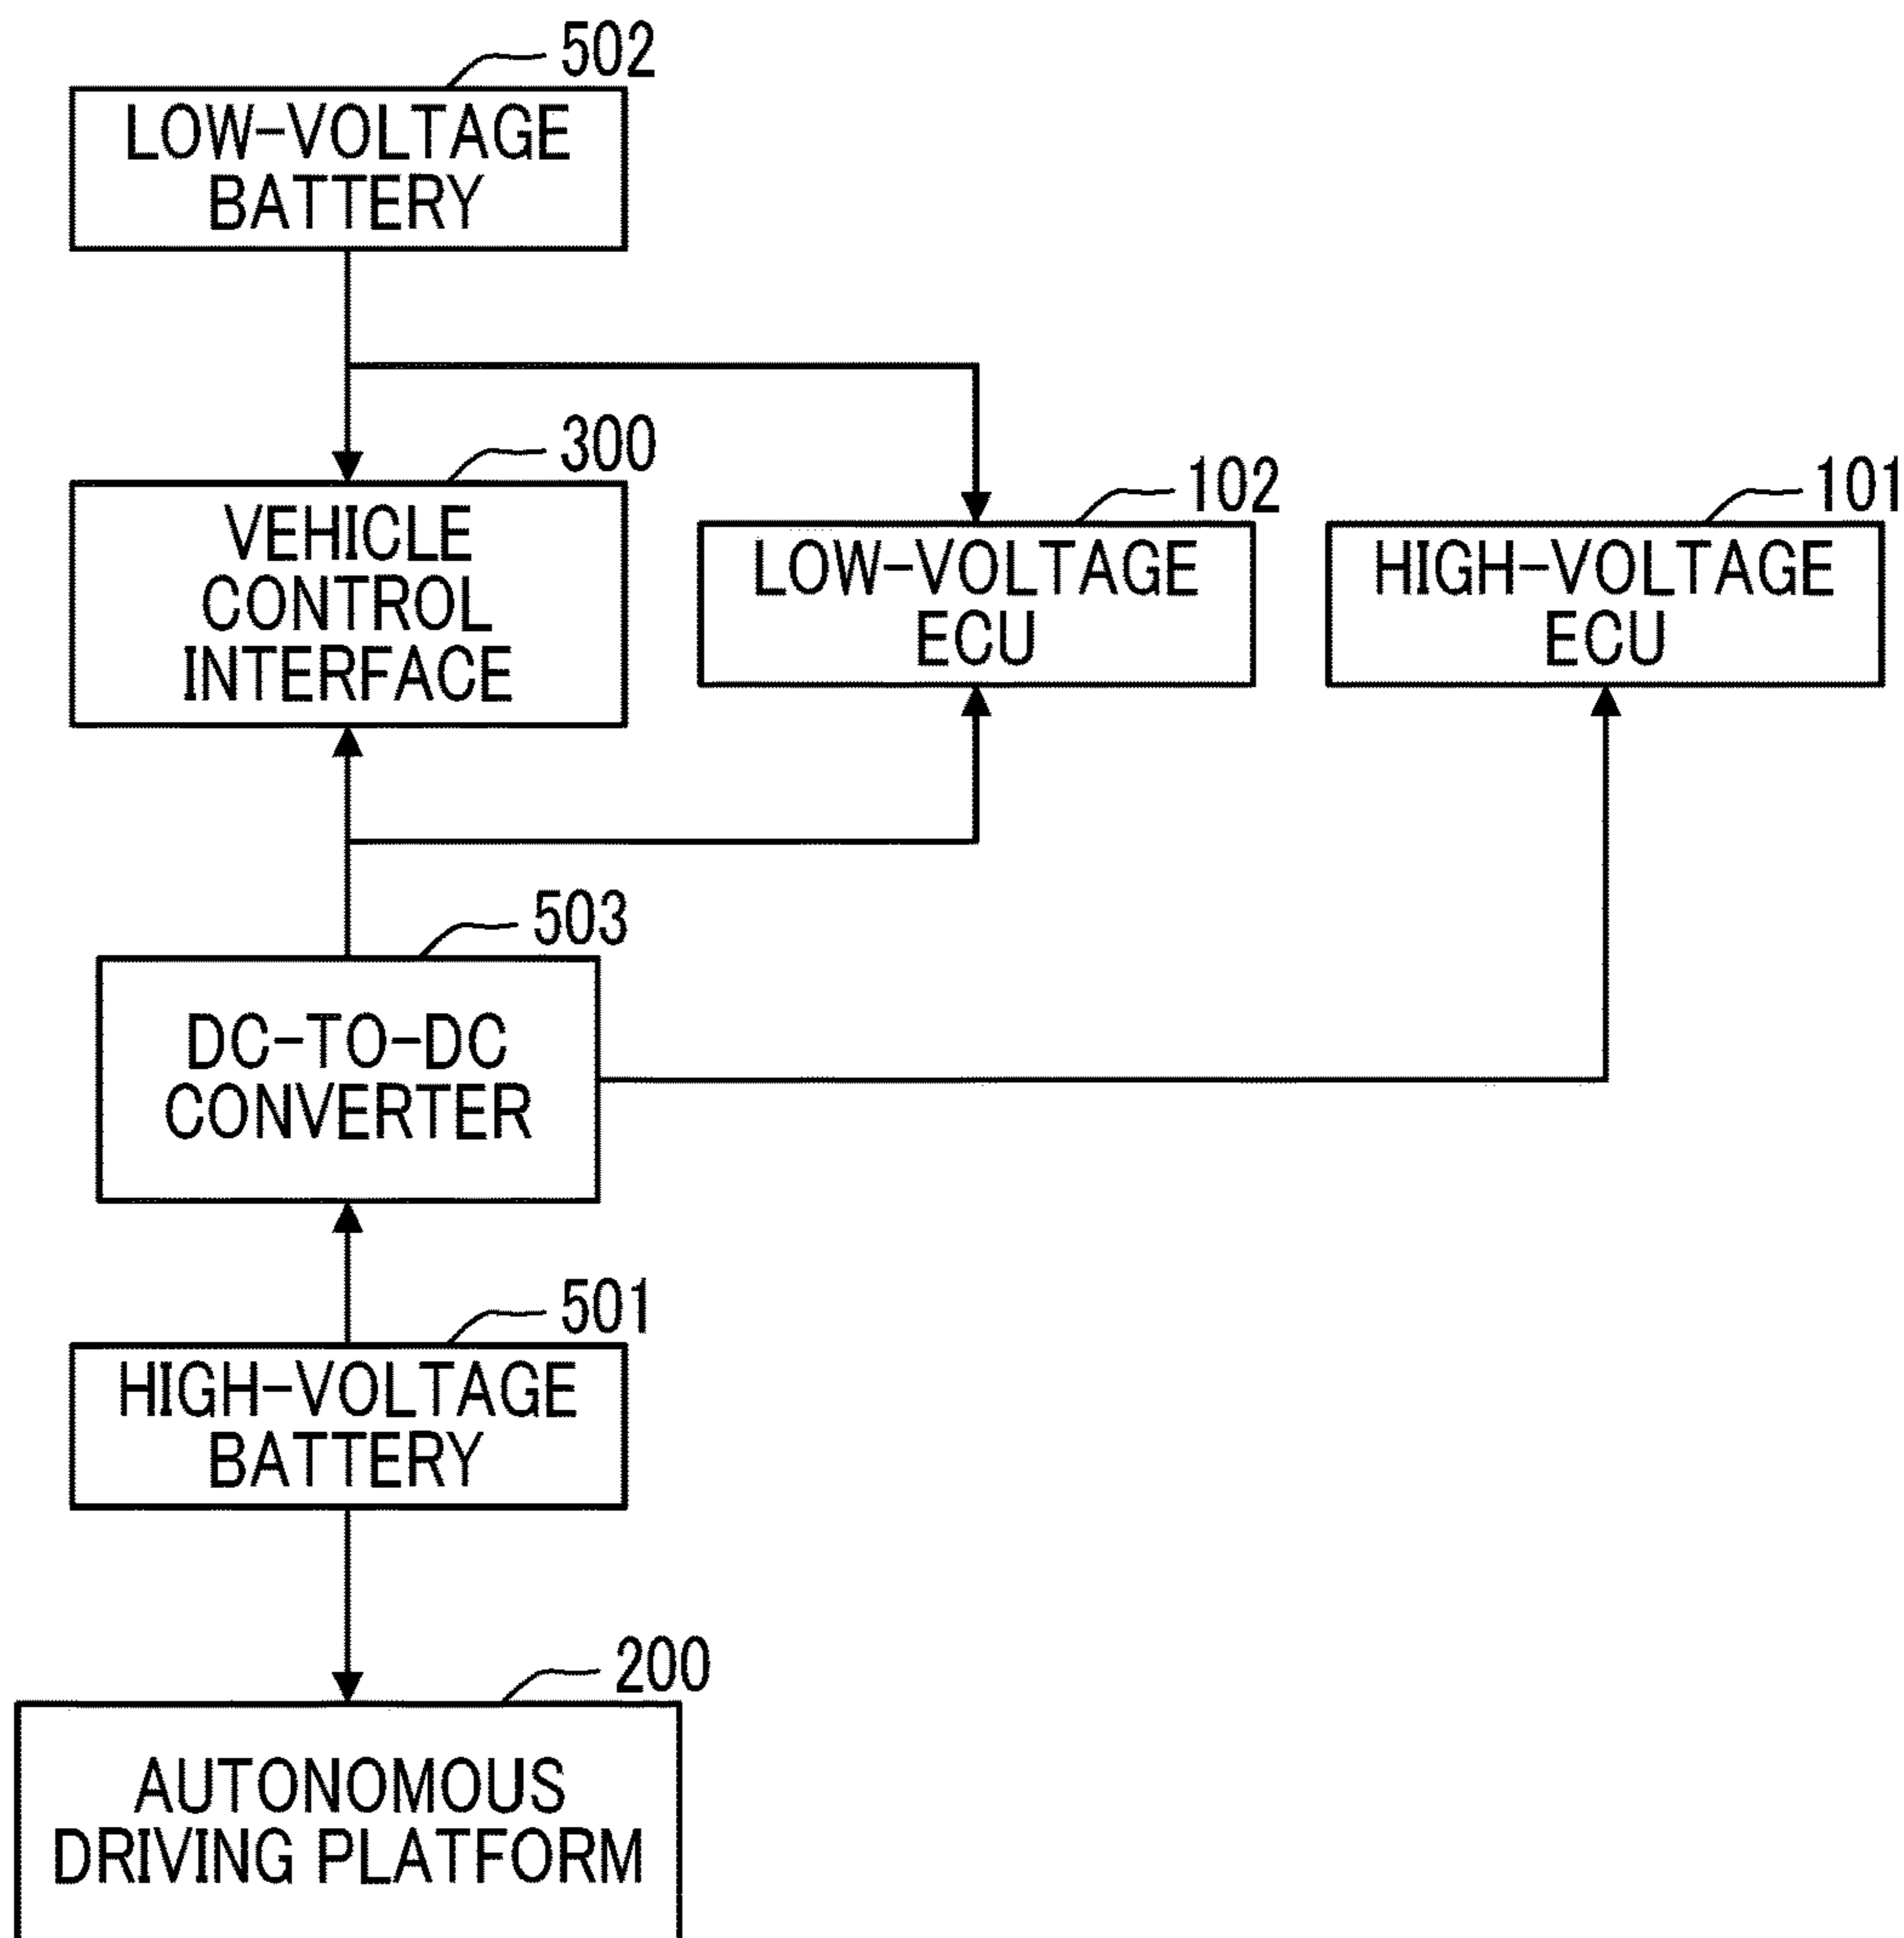 502
LOW-VOLTAGE
BATTERY
300
VEHICLE
CONTROL
INTERFACE
102
LOW-VOLTAGE
ECU
101
HIGH-VOLTAGE
ECU
503
DC-TO-DC
CONVERTER
501
HIGH-VOLTAGE
BATTERY
200
AUTONOMOUS
DRIVING PLATFORM